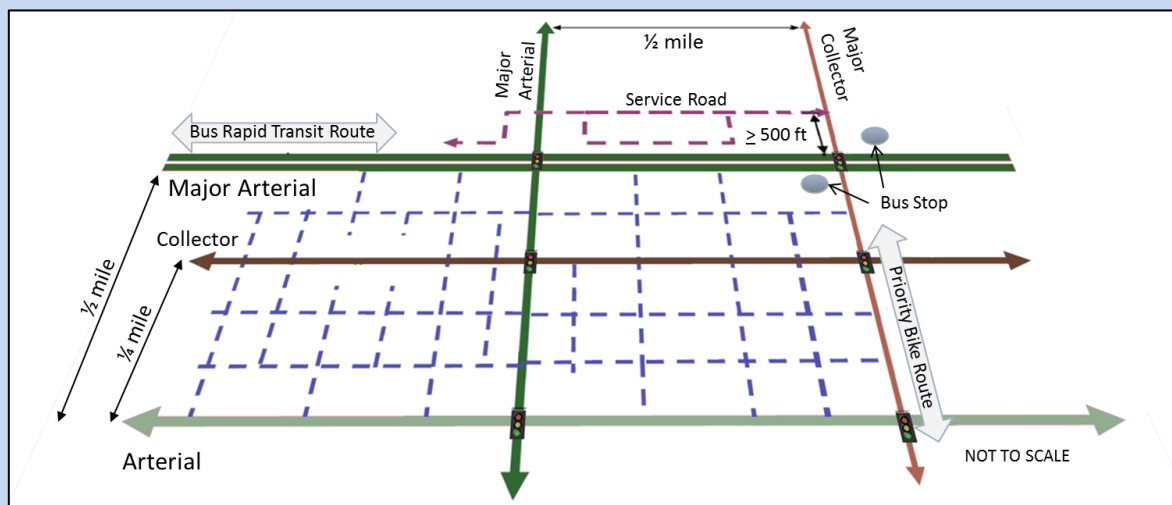 ½ mile
Major
Arterial
Major
Collector
Service Road
Bus Rapid Transit Route
≥ 500 ft
Major Arterial
Bus Stop
Collector
½ mile
¼ mile
Priority Bike Route
Arterial
NOT TO SCALE